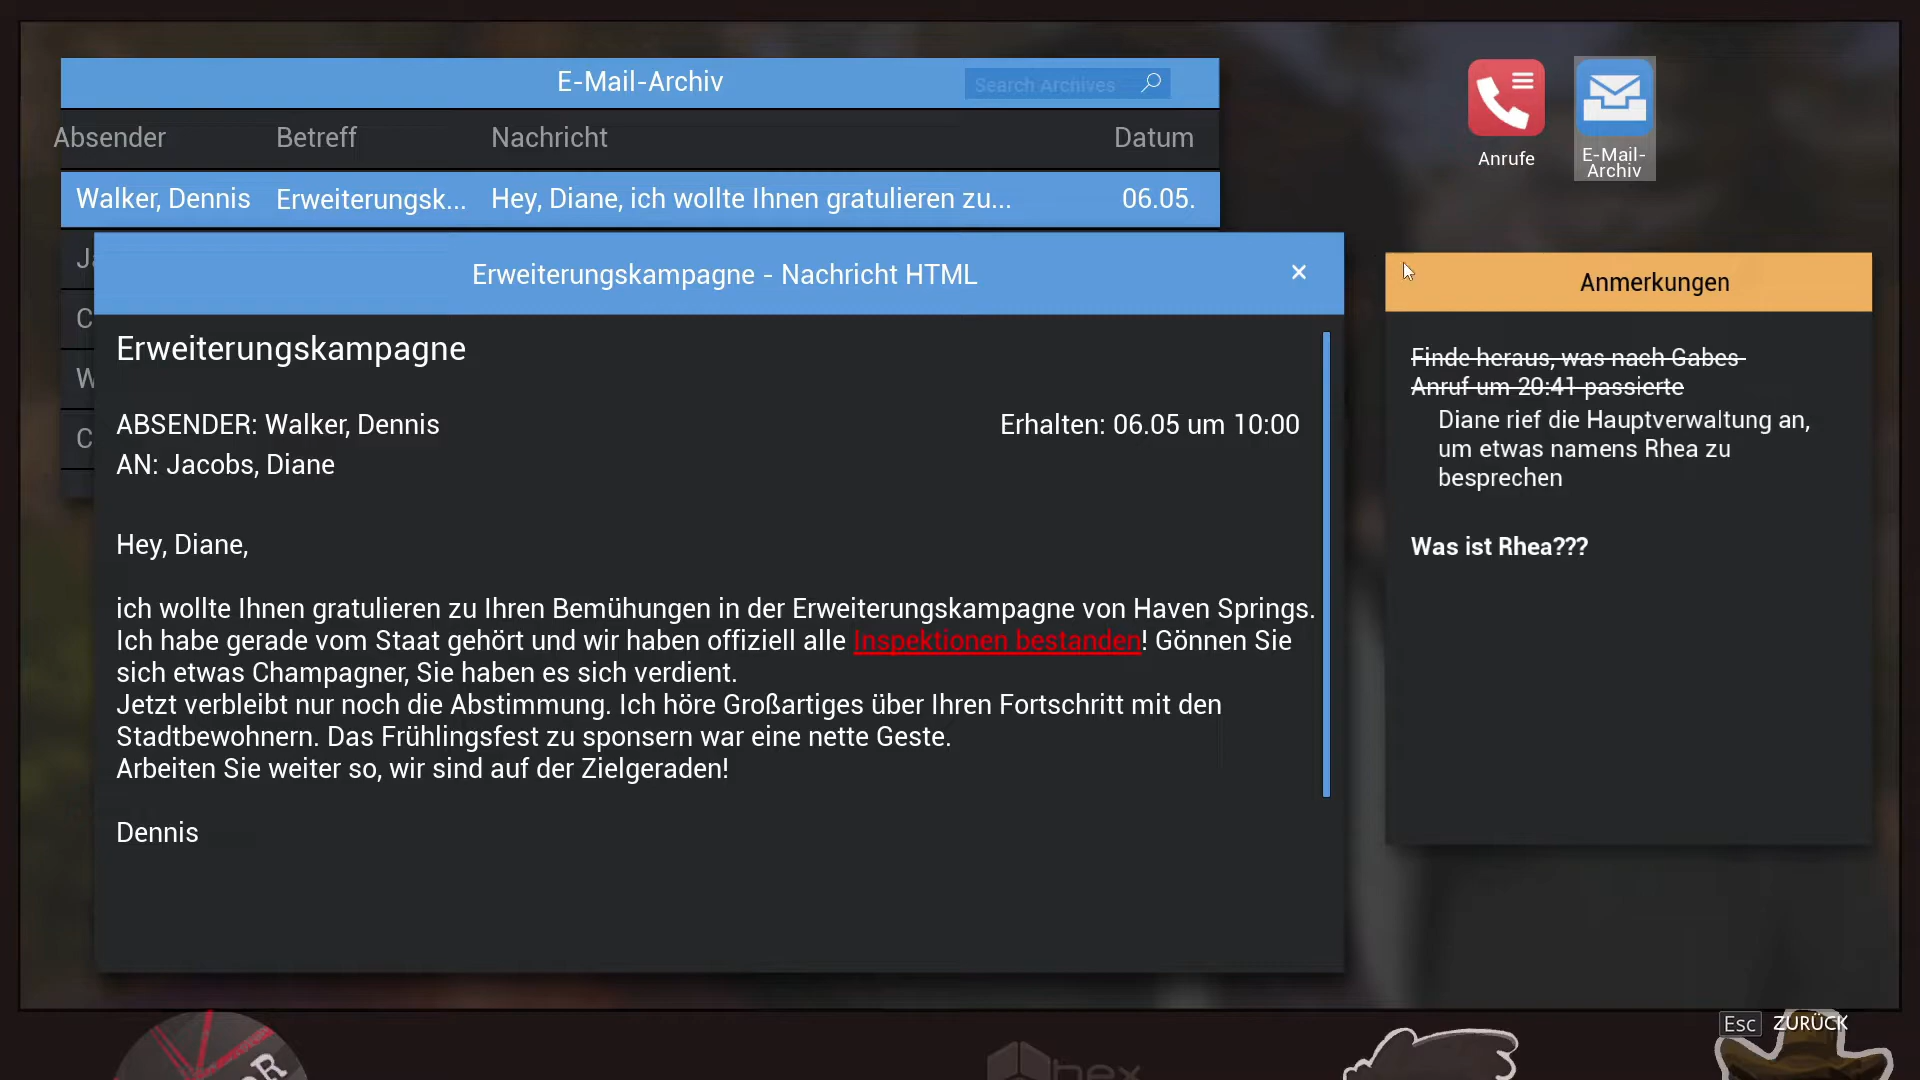 E-Mail-Archiv
Search Archives
Absender Betreff Nachricht Datum
Walker, Dennis Erweiterungsk... Hey, Diane, ich wollte Ihnen gratulieren zu... 06.05.
Erweiterungskampagne - Nachricht HTML
Erweiterungskampagne
ABSENDER: Walker, Dennis Erhalten: 06.05 um 10:00
AN: Jacobs, Diane
Hey, Diane,
ich wollte Ihnen gratulieren zu Ihren Bemühungen in der Erweiterungskampagne von Haven Springs.
Ich habe gerade vom Staat gehört und wir haben offiziell alle Inspektionen bestanden! Gönnen Sie
sich etwas Champagner, Sie haben es sich verdient.
Jetzt verbleibt nur noch die Abstimmung. Ich höre Großartiges über Ihren Fortschritt mit den
Stadtbewohnern. Das Frühlingsfest zu sponsern war eine nette Geste.
Arbeiten Sie weiter so, wir sind auf der Zielgeraden!
Dennis
Anrufe
E-Mail-
Archiv
Anmerkungen
Finde heraus, was nach Gabes
Anruf um 20:41 passierte
Diane rief die Hauptverwaltung an,
um etwas namens Rhea zu
besprechen
Was ist Rhea???
Esc ZURÜCK
hex